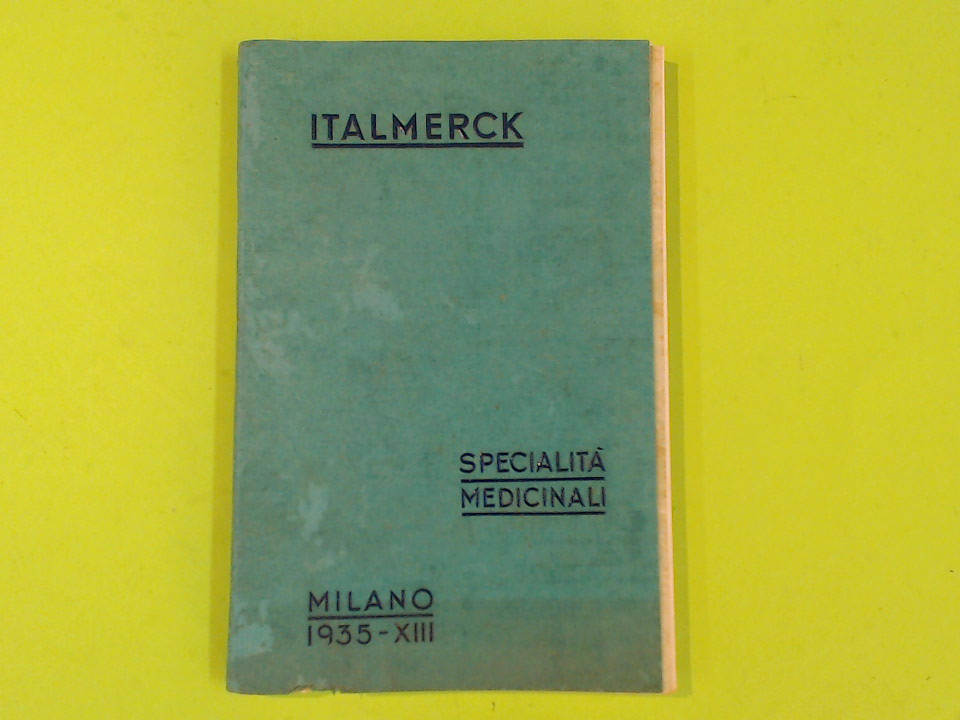 ITALMERCK
SPECIALITÀ
MEDICINALI
MILANO
1935-XIII